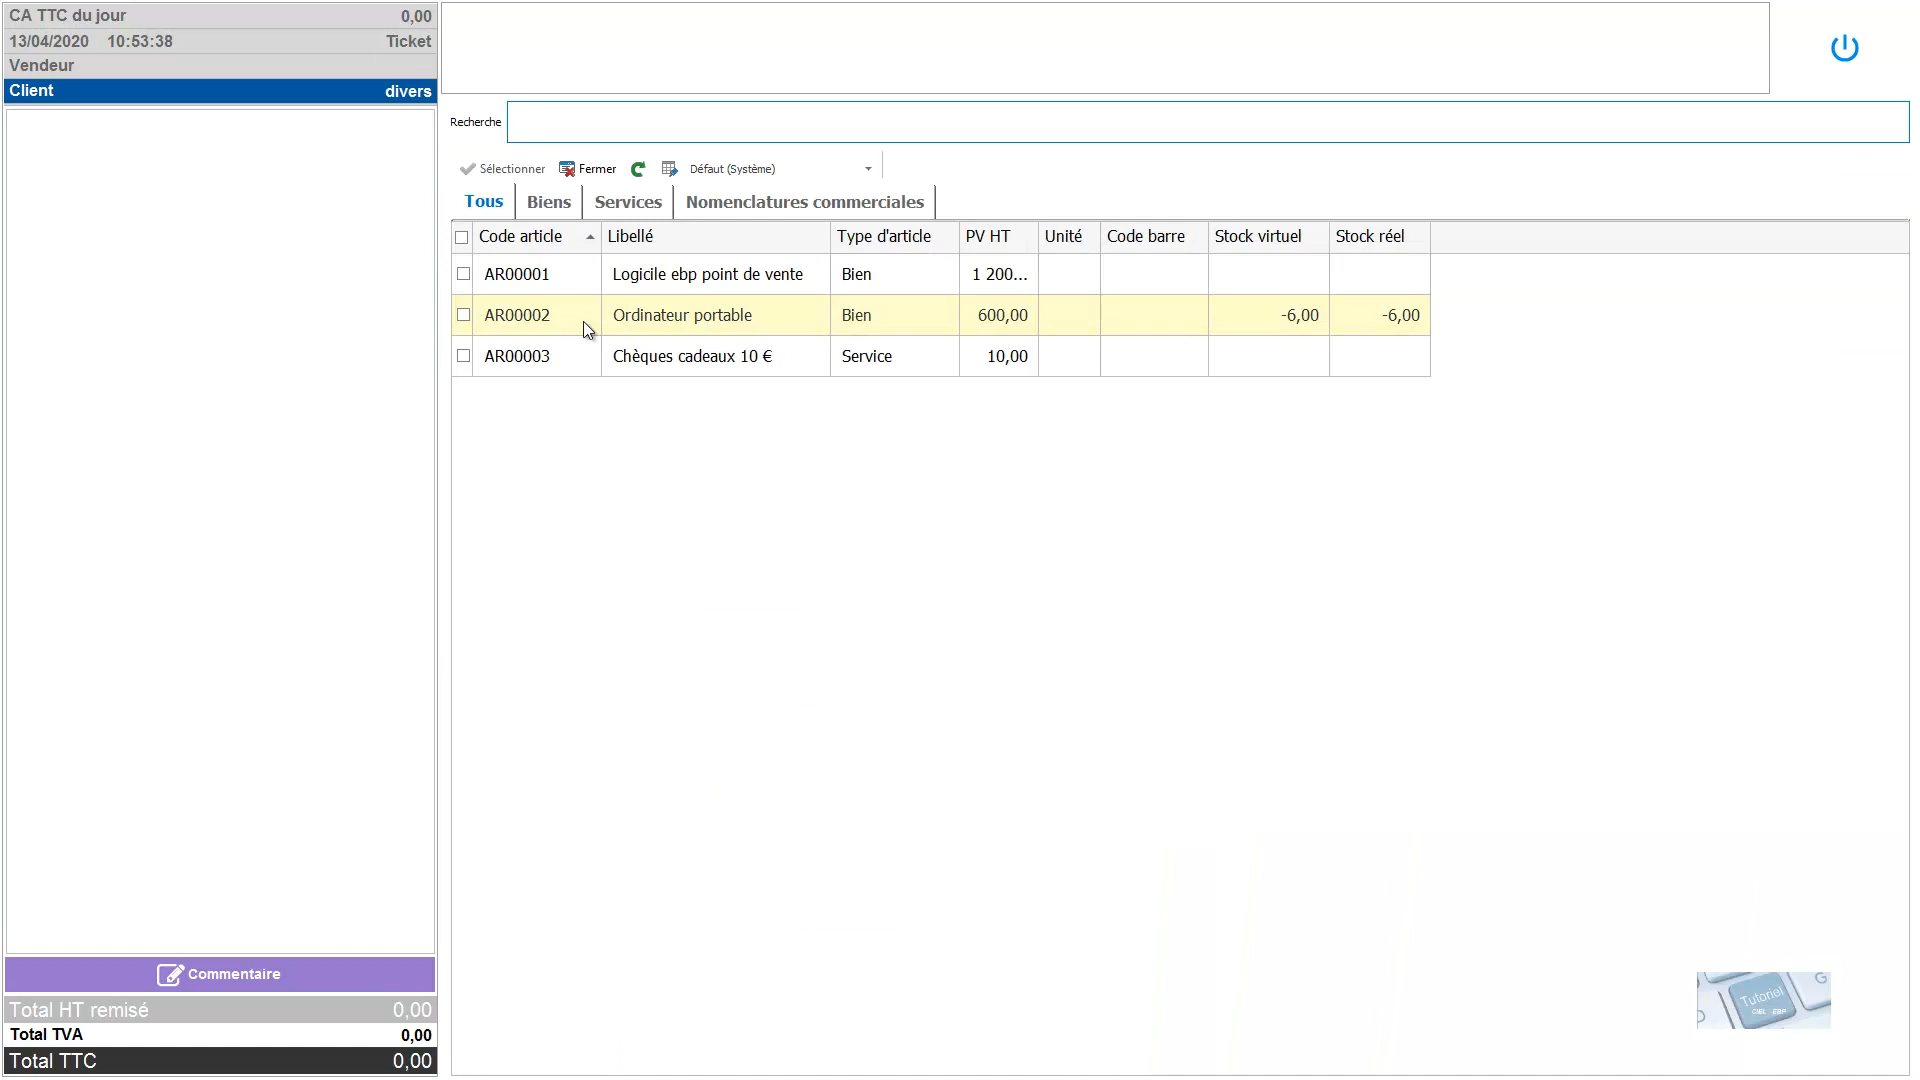 CA TTC du jour 0,00
13/04/2020 10:53:38 Ticket
Vendeur
Client divers
Recherche
Sélectionner Fermer Défaut (Système)
Tous Biens Services Nomenclatures commerciales
Code article Libellé Type d'article PV HT Unité Code barre Stock virtuel Stock réel
AR00001 Logicile ebp point de vente Bien 1 200...
AR00002 Ordinateur portable Bien 600,00 -6,00 -6,00
AR00003 Chèques cadeaux 10 € Service 10,00
Commentaire
Total HT remisé 0,00
Total TVA 0,00
Total TTC 0,00
G
Tutoriel
CIEL EBP